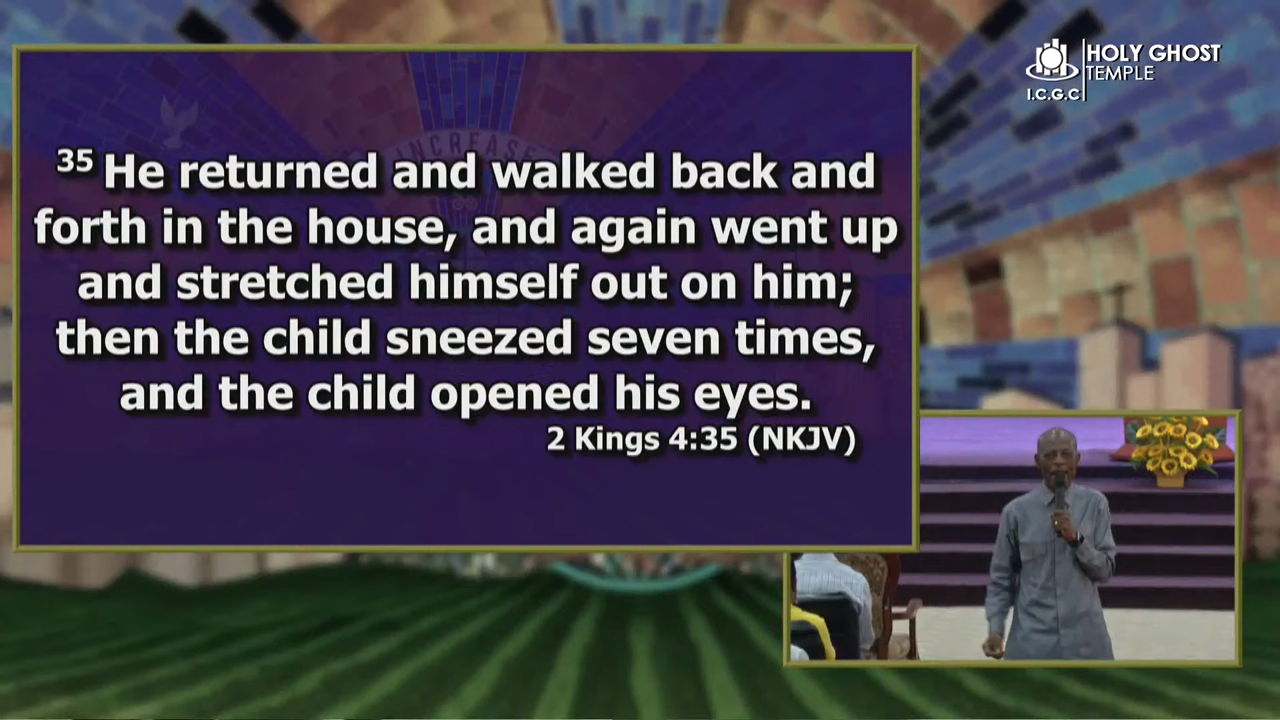 35 He returned and walked back and
forth in the house, and again went up
and stretched himself out on him;
then the child sneezed seven times,
and the child opened his eyes.
2 Kings 4:35 (NKJV)
HOLY GHOST
TEMPLE
I.C.G.C
INCREASE